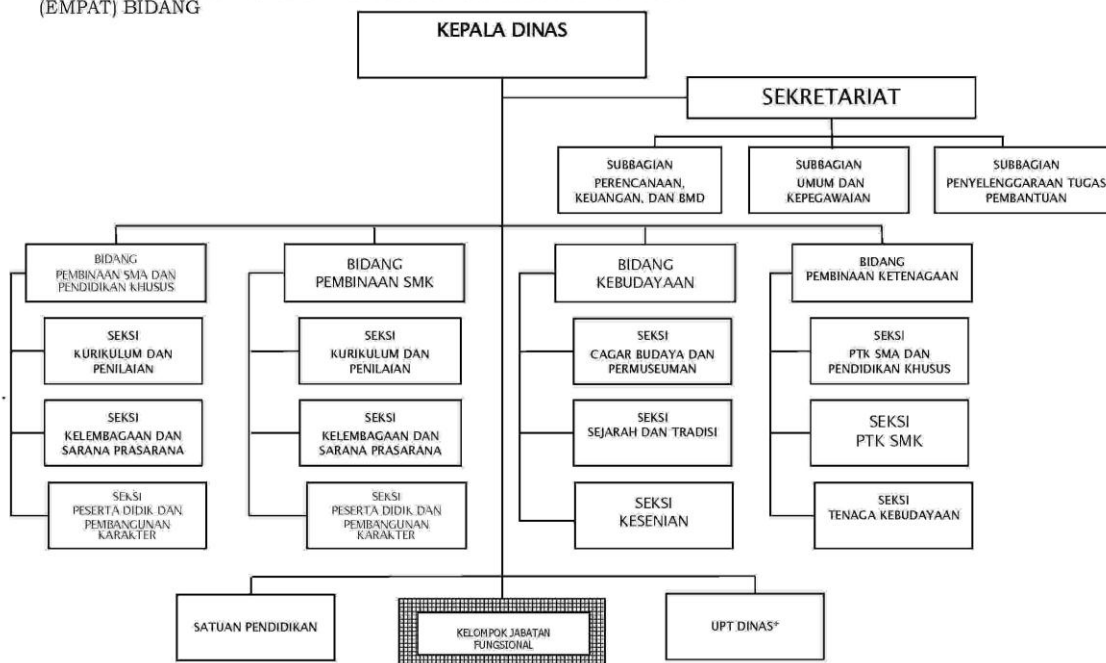 (EMPAT) BIDANG
KEPALA DINAS
SEKRETARIAT
SUBBAGIAN
PERENCANAAN,
KEUANGAN, DAN BMD
SUBBAGIAN
UMUM DAN
KEPEGAWAIAN
SUBBAGIAN
PENYELENGGARAAN TUGAS
PEMBANTUAN
BIDANG
PEMBINAAN SMA DAN
PENDIDIKAN KHUSUS
BIDANG
PEMBINAAN SMK
BIDANG
KEBUDAYAAN
BIDANG
PEMBINAAN KETENAGAAN
SEKSI
KURIKULUM DAN
PENILAIAN
SEKSI
KURIKULUM DAN
PENILAIAN
SEKSI
CAGAR BUDAYA DAN
PERMUSEUMAN
SEKSI
PTK SMA DAN
PENDIDIKAN KHUSUS
SEKSI
KELEMBAGAAN DAN
SARANA PRASARANA
SEKSI
KELEMBAGAAN DAN
SARANA PRASARANA
SEKSI
SEJARAH DAN TRADISI
SEKSI
PTK SMK
SEKSI
PESERTA DIDIK DAN
PEMBANGUNAN
KARAKTER
SEKSI
PESERTA DIDIK DAN
PEMBANGUNAN
KARAKTER
SEKSI
KESENIAN
SEKSI
TENAGA KEBUDAYAAN
SATUAN PENDIDIKAN
KELOMPOK JABATAN
FUNGSIONAL
UPT DINAS*